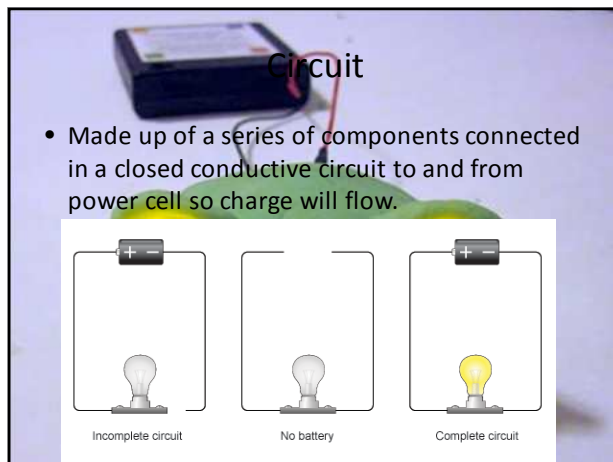 Circuit
• Made up of a series of components connected
in a closed conductive circuit to and from
power cell so charge will flow.
+ −
+ −
Incomplete circuit
No battery
Complete circuit